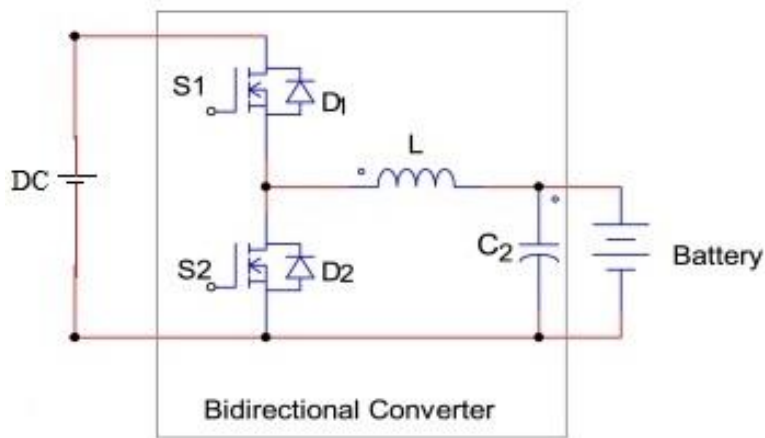 S1
D1
L
DC
C2
Battery
S2
D2
Bidirectional Converter